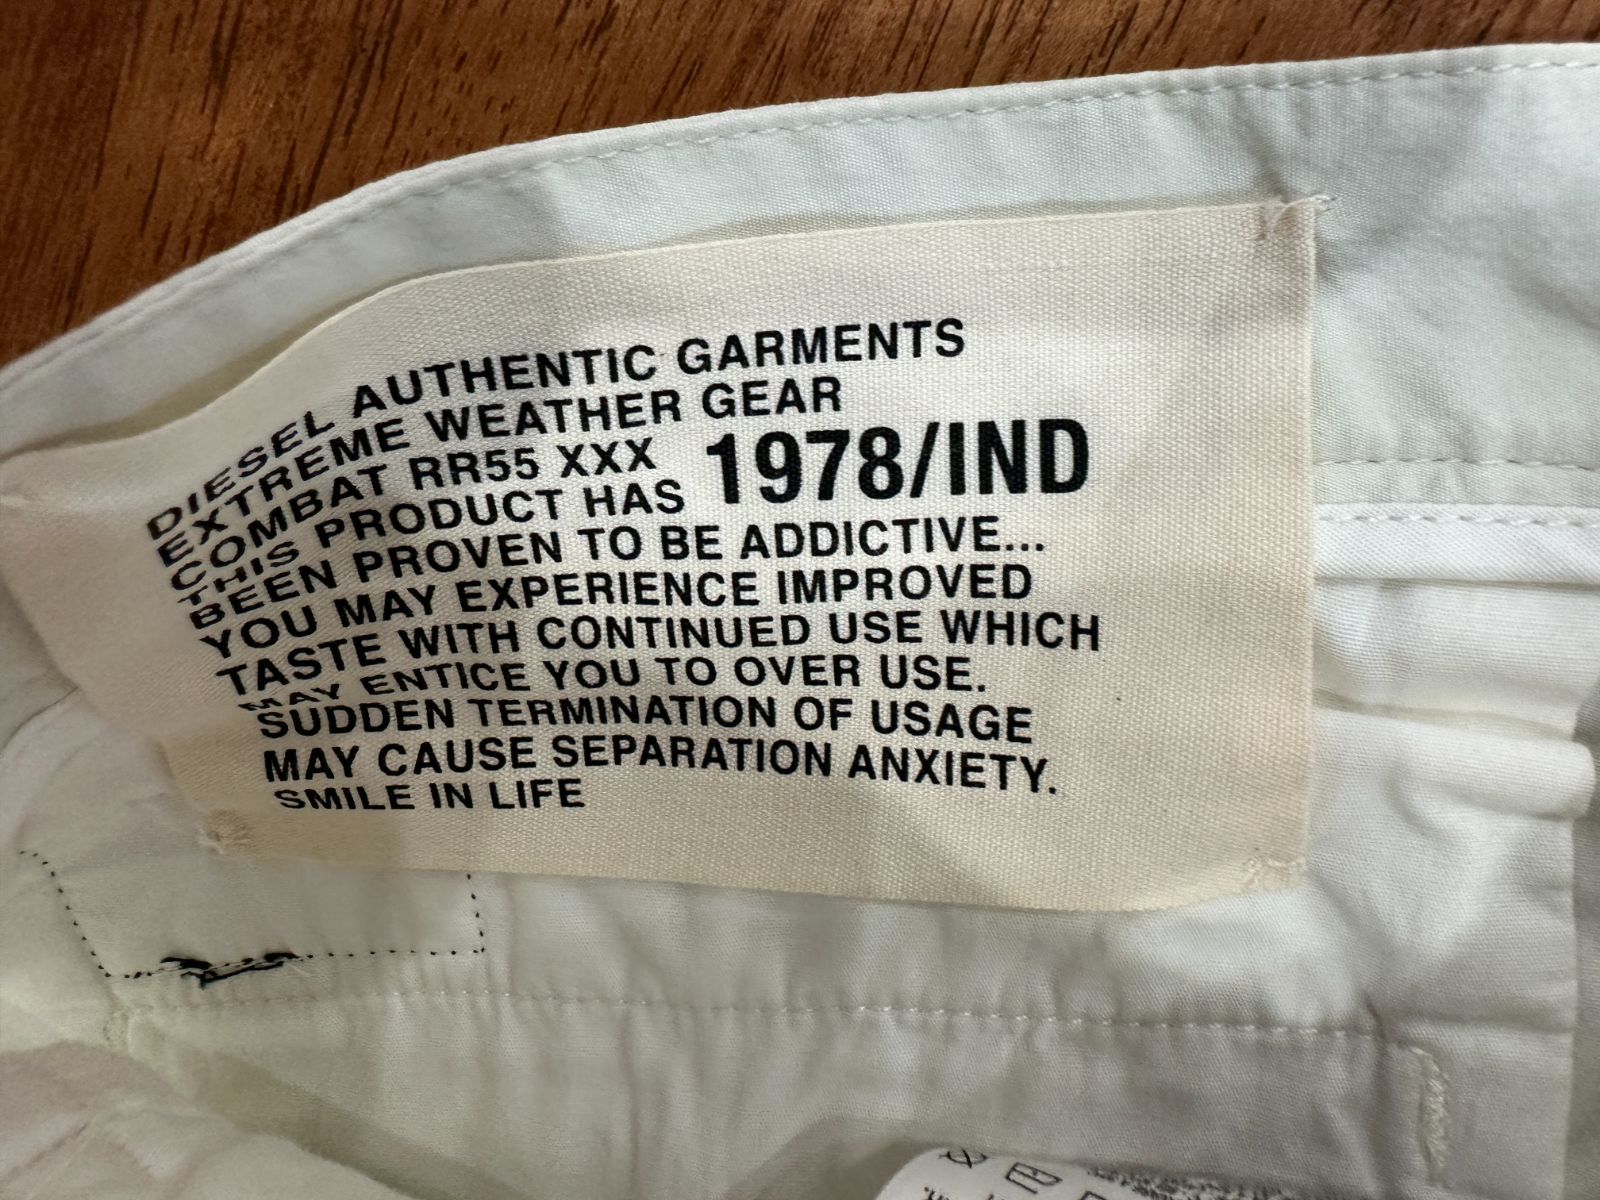 DIESEL AUTHENTIC GARMENTS
EXTREME WEATHER GEAR
COMBAT RR55 XXX
THIS PRODUCT HAS 1978/IND
BEEN PROVEN TO BE ADDICTIVE...
YOU MAY EXPERIENCE IMPROVED
TASTE WITH CONTINUED USE WHICH
MAY ENTICE YOU TO OVER USE.
SUDDEN TERMINATION OF USAGE
MAY CAUSE SEPARATION ANXIETY.
SMILE IN LIFE